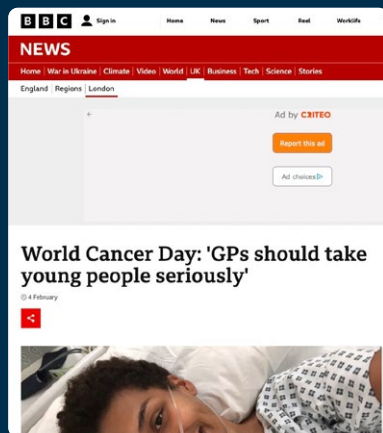 BBC Sign in Home News Sport Reel Worklife
NEWS
Home War in Ukraine Climate Video World UK Business Tech Science Stories
England Regions London
Ad by CRITEO
Report this ad
Ad choices
World Cancer Day: 'GPs should take
young people seriously'
4 February